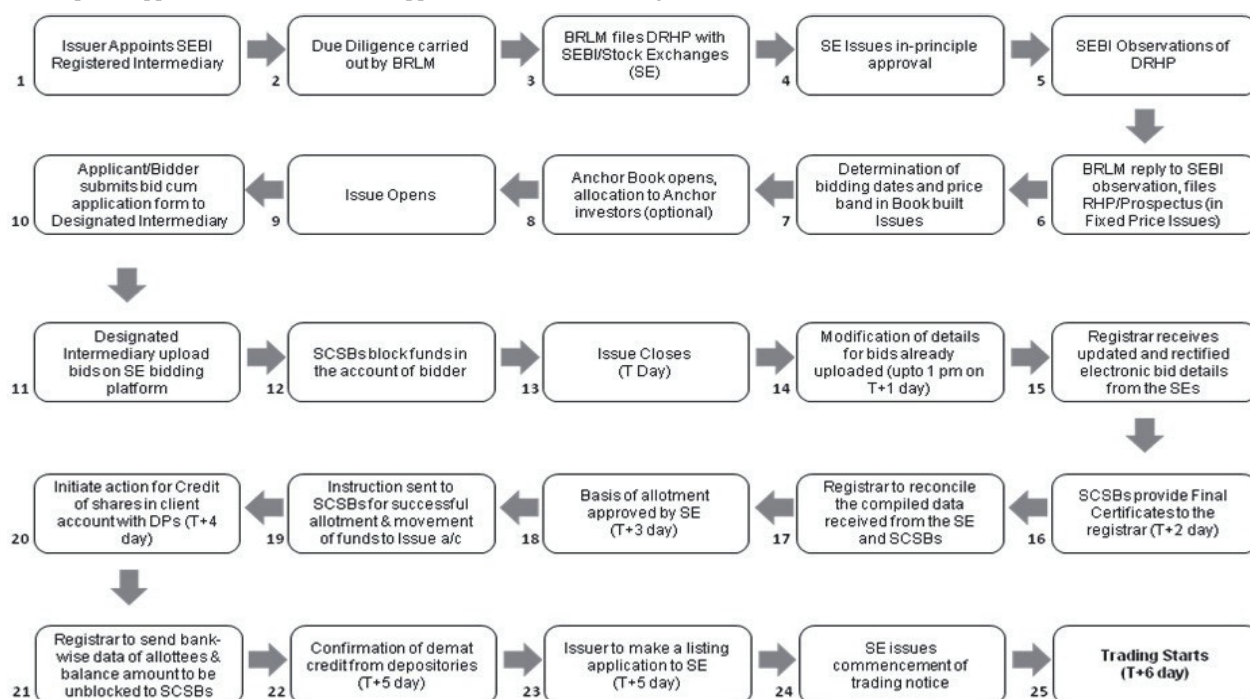 Issuer Appoints SEBI
Registered Intermediary
1
Due Diligence carried
out by BRLM
2
BRLM files DRHP with
SEBI/Stock Exchanges
(SE)
3
SE Issues in-principle
approval
4
SEBI Observations of
DRHP
5
BRLM reply to SEBI
observation, files
RHP/Prospectus (in
Fixed Price Issues)
6
Determination of
bidding dates and price
band in Book built
Issues
7
Anchor Book opens,
allocation to Anchor
investors (optional)
8
Issue Opens
9
Applicant/Bidder
submits bid cum
application form to
Designated Intermediary
10
Designated
Intermediary upload
bids on SE bidding
platform
11
SCSBs block funds in
the account of bidder
12
Issue Closes
(T Day)
13
Modification of details
for bids already
uploaded (upto 1 pm on
T+1 day)
14
Registrar receives
updated and rectified
electronic bid details
from the SEs
15
SCSBs provide Final
Certificates to the
registrar (T+2 day)
16
Registrar to reconcile
the compiled data
received from the SE
and SCSBs
17
Basis of allotment
approved by SE
(T+3 day)
18
Instruction sent to
SCSBs for successful
allotment & movement
of funds to Issue a/c
19
Initiate action for Credit
of shares in client
account with DPs (T+4
day)
20
Registrar to send bank-
wise data of allottees &
balance amount to be
unblocked to SCSBs
21
Confirmation of demat
credit from depositories
(T+5 day)
22
Issuer to make a listing
application to SE
(T+5 day)
23
SE issues
commencement of
trading notice
24
Trading Starts
(T+6 day)
25